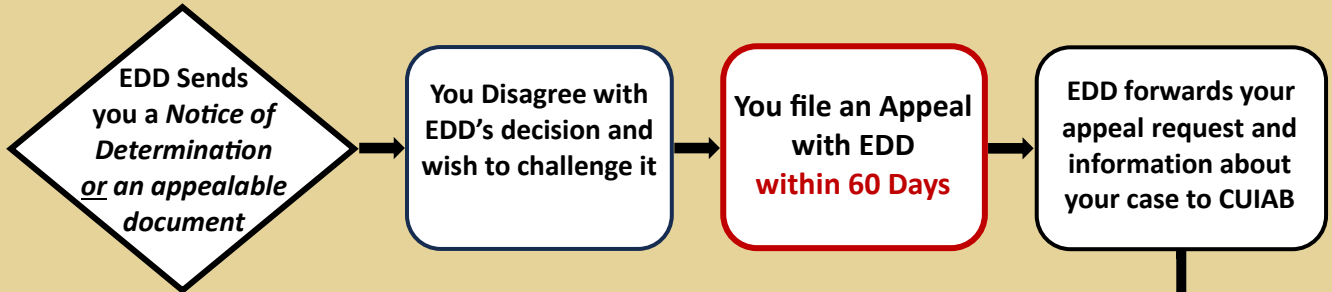 EDD Sends
you a Notice of
Determination
or an appealable
document
You Disagree with
EDD's decision and
wish to challenge it
You file an Appeal
with EDD
within 60 Days
EDD forwards your
appeal request and
information about
your case to CUIAB